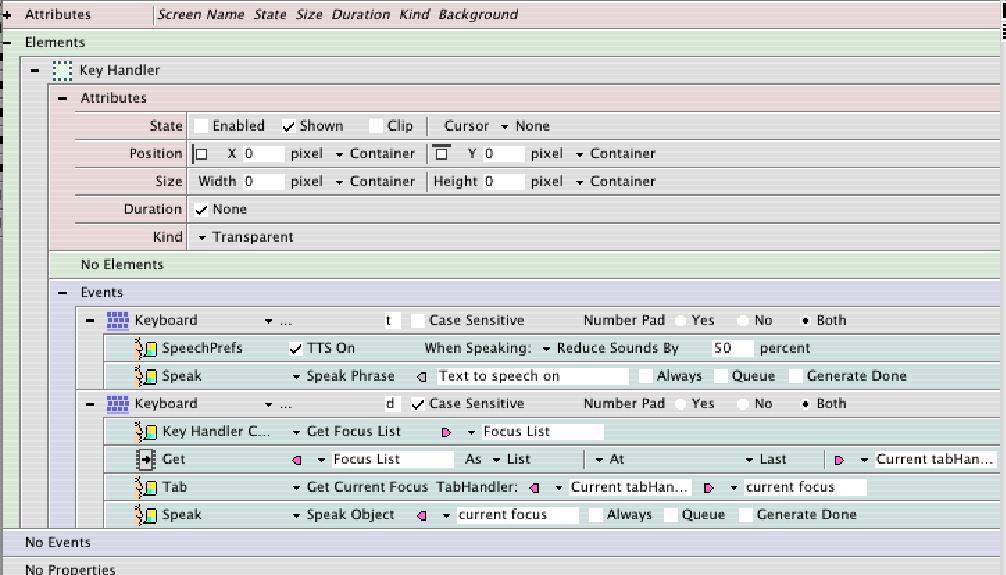 + Attributes Screen Name State Size Duration Kind Background
− Elements
− Key Handler
− Attributes
State Enabled Shown Clip Cursor None
Position X 0 pixel Container Y 0 pixel Container
Size Width 0 pixel Container Height 0 pixel Container
Duration None
Kind Transparent
No Elements
− Events
− Keyboard ... t Case Sensitive Number Pad Yes No Both
SpeechPrefs TTS On When Speaking: Reduce Sounds By 50 percent
Speak Speak Phrase Text to speech on Always Queue Generate Done
− Keyboard ... d Case Sensitive Number Pad Yes No Both
Key Handler C... Get Focus List Focus List
Get Focus List As List At Last Current tabHan...
Tab Get Current Focus TabHandler: Current tabHan... current focus
Speak Speak Object current focus Always Queue Generate Done
No Events
No Properties